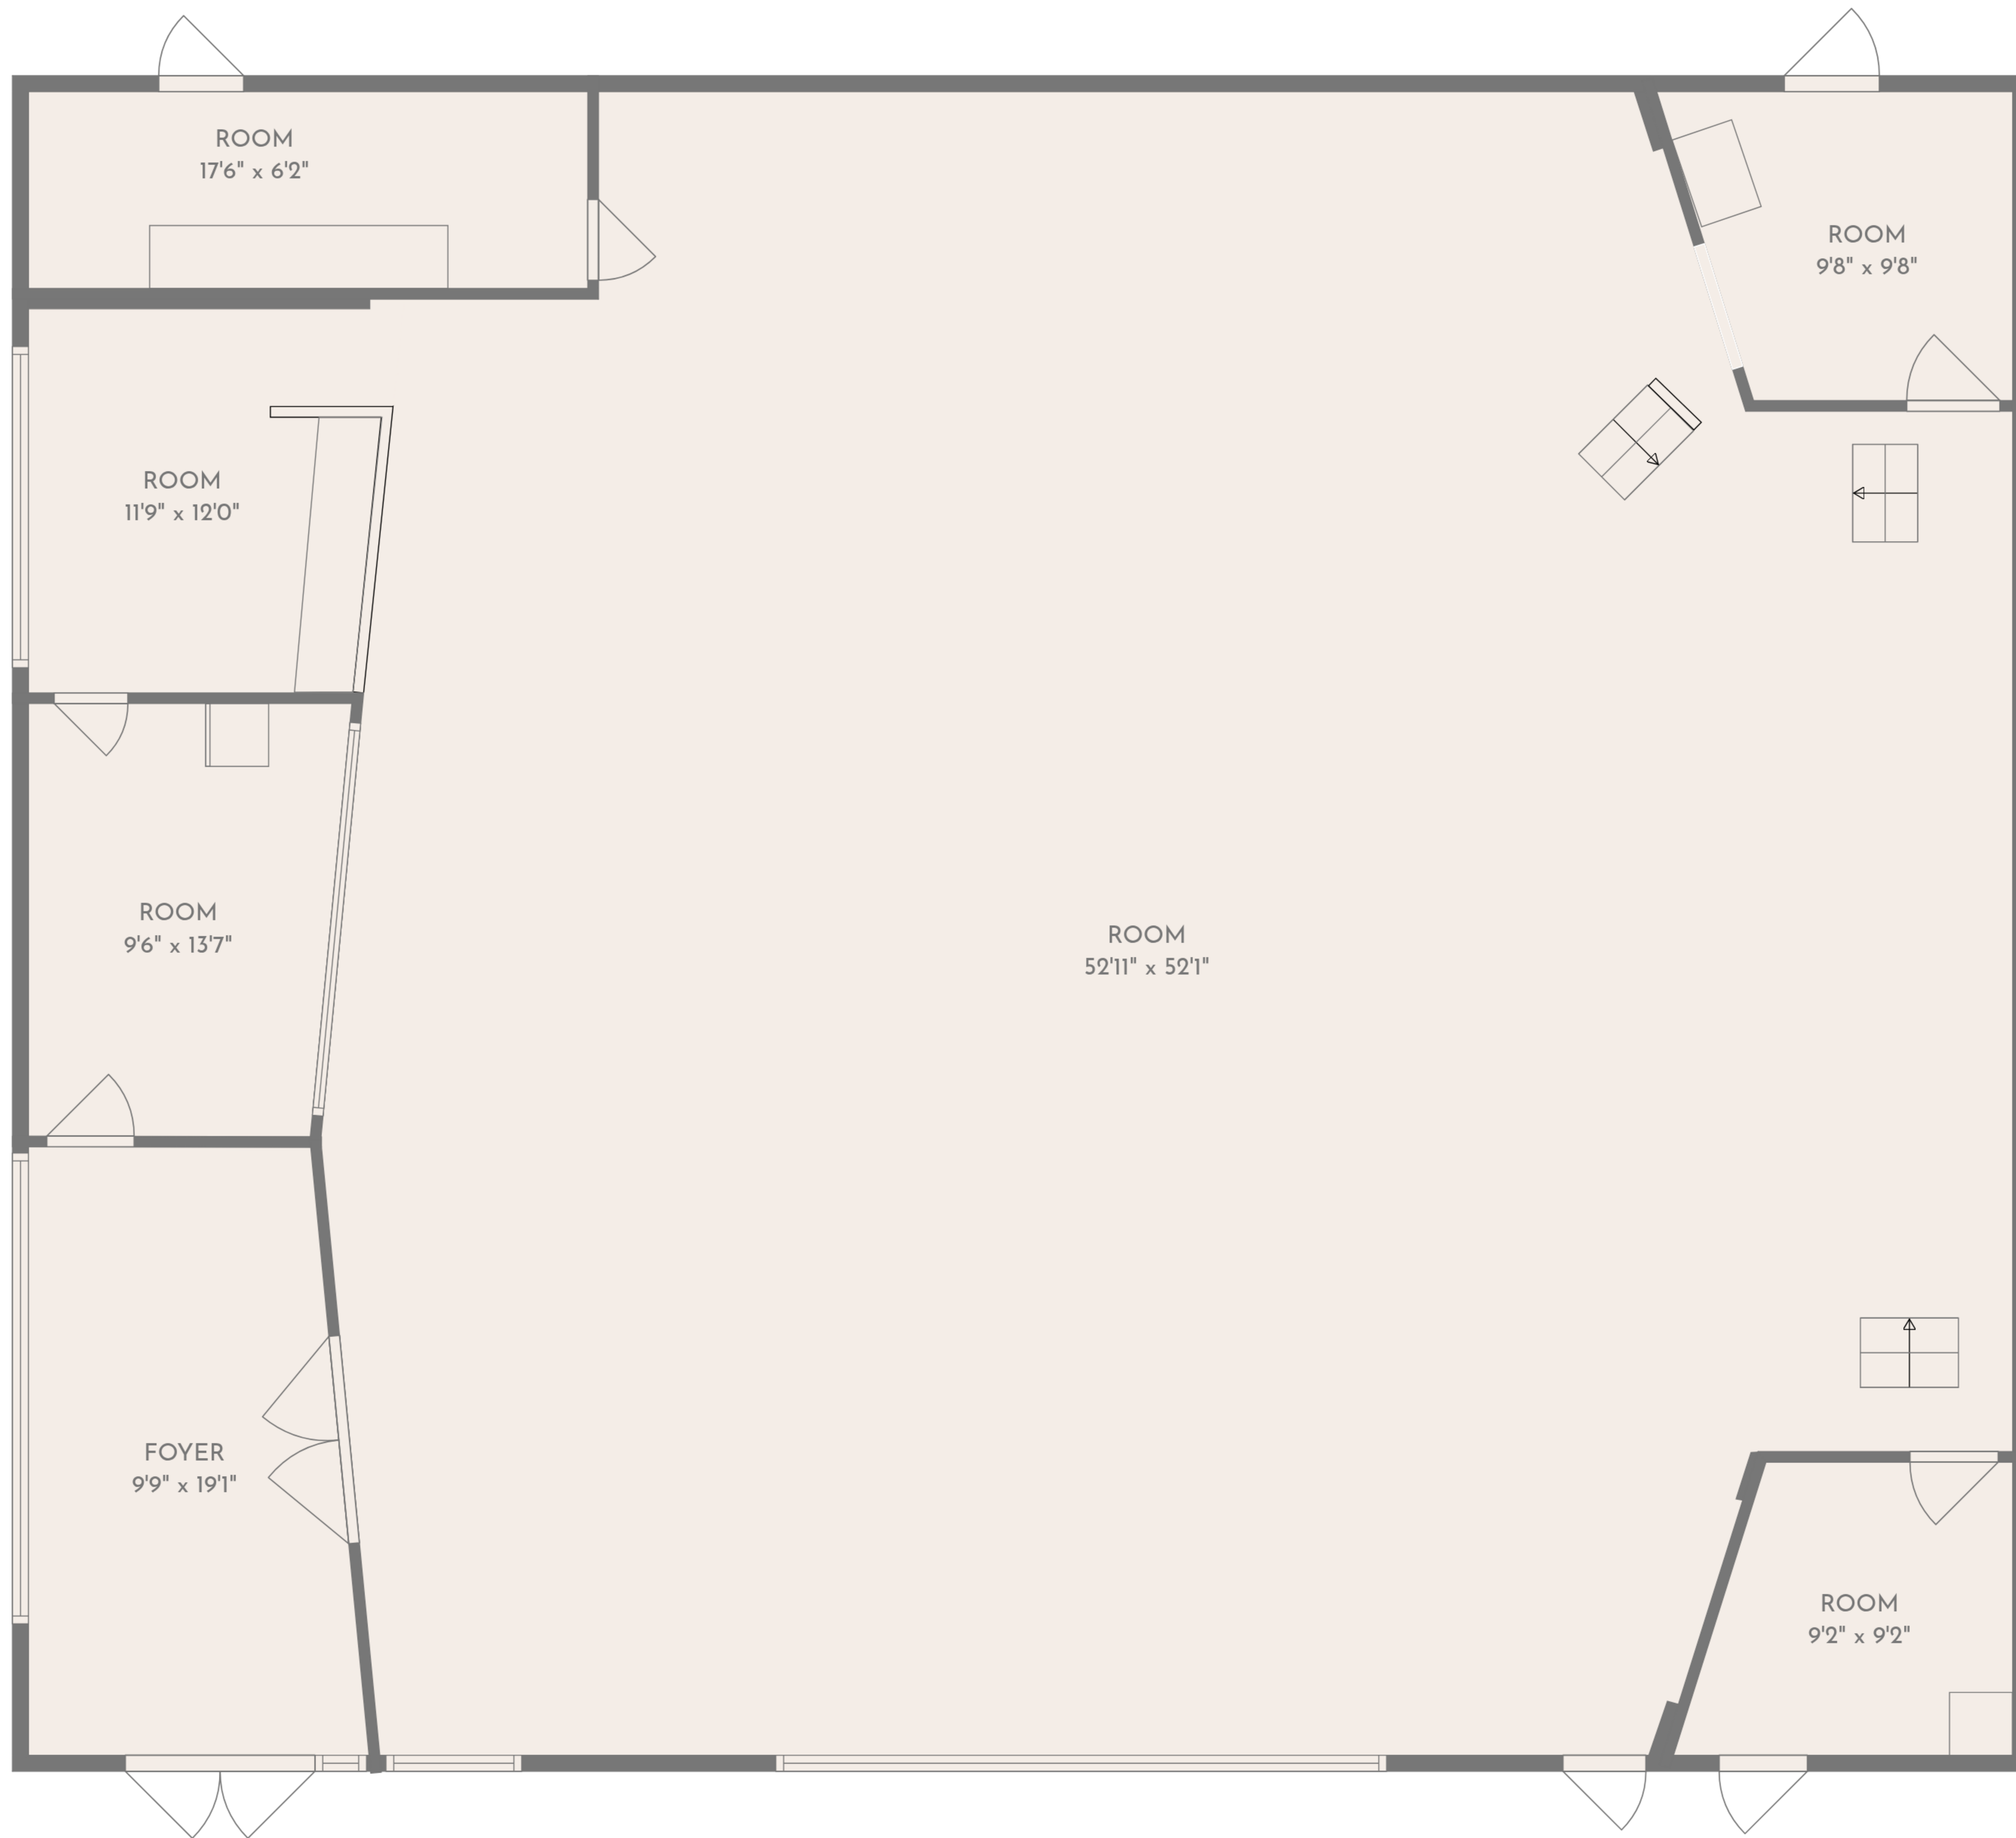 ROOM
17'6" x 6'2"
ROOM
9'8" x 9'8"
ROOM
11'9" x 12'0"
ROOM
9'6" x 13'7"
ROOM
52'11" x 52'1"
FOYER
9'9" x 19'1"
ROOM
9'2" x 9'2"